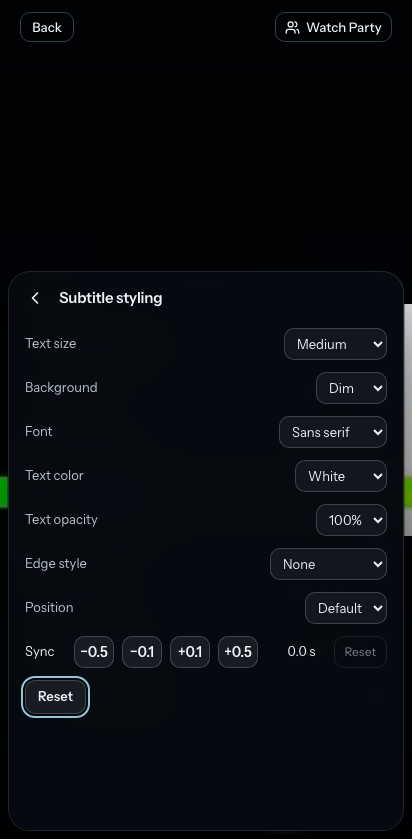 Back
Watch Party
Subtitle styling
Text size Medium
Background Dim
Font Sans serif
Text color White
Text opacity 100%
Edge style None
Position Default
Sync −0.5 −0.1 +0.1 +0.5 0.0 s Reset
Reset